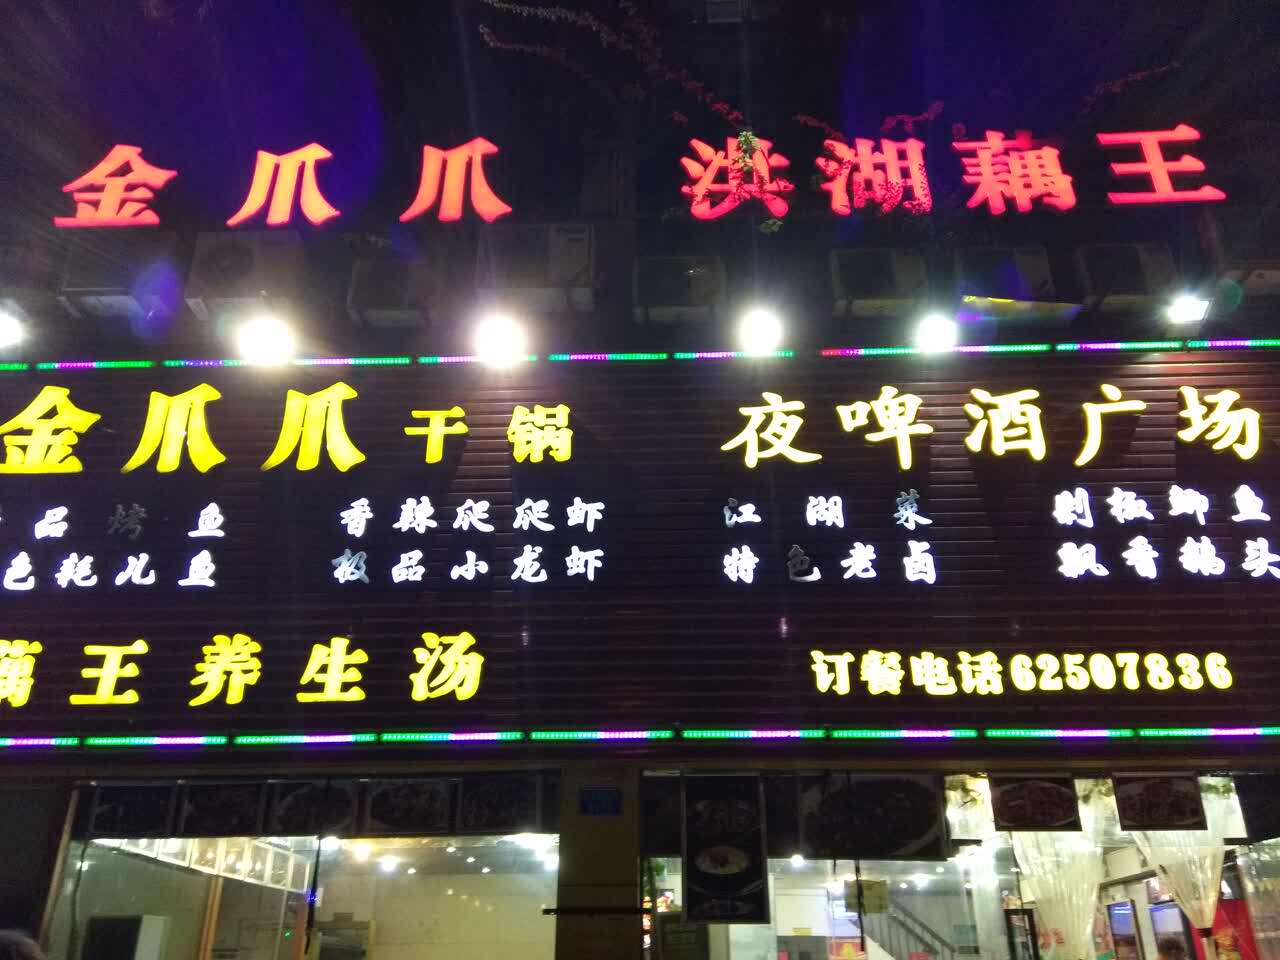 金爪爪 洪湖藕王
金爪爪干锅 夜啤酒广场
品烤鱼 香辣爬爬虾 江湖菜 剁椒鲫鱼
色耗儿鱼 极品小龙虾 特色老卤 飘香鹅头
藕王养生汤 订餐电话62507836